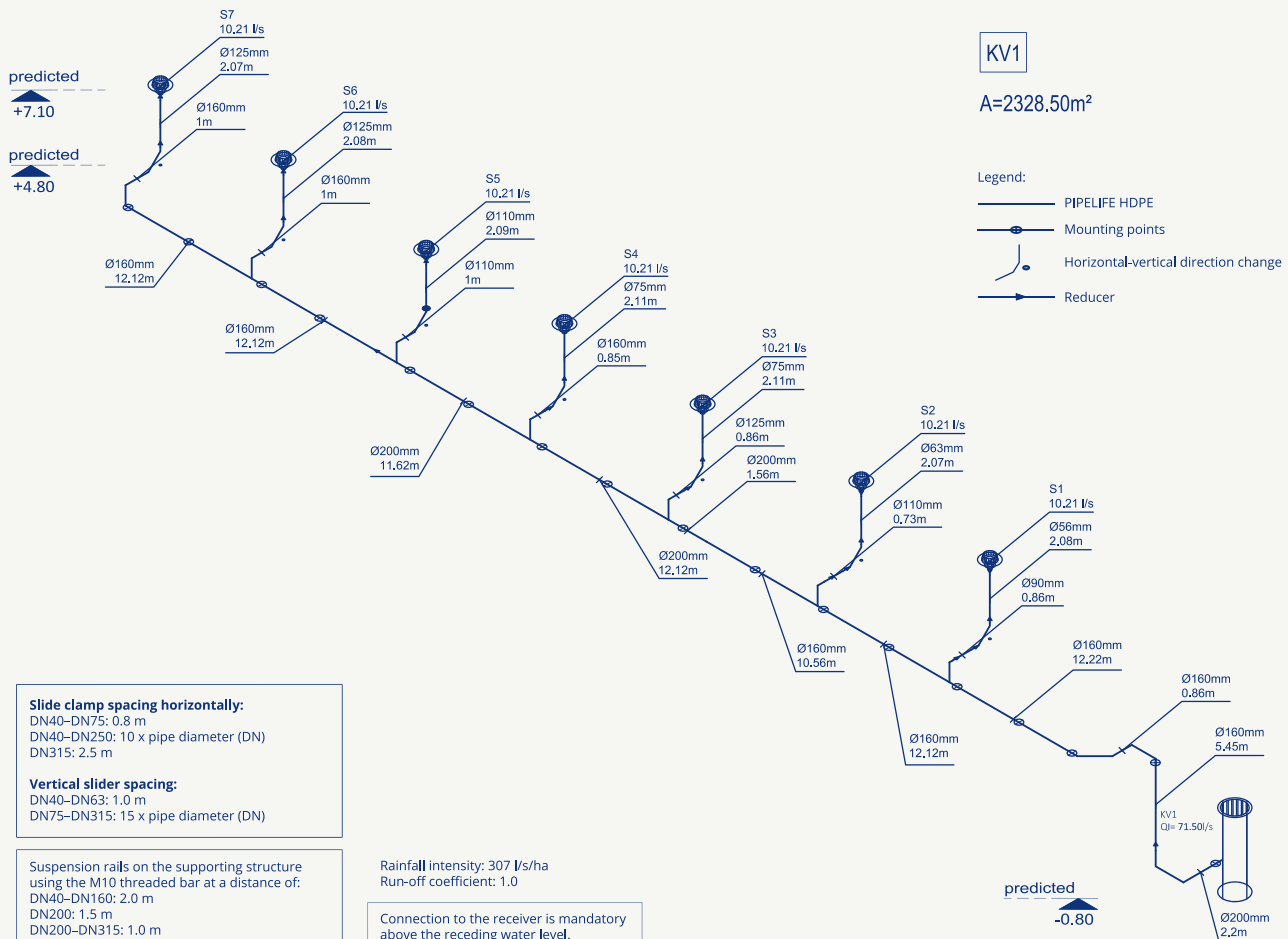 S7
10.21 l/s
Ø125mm
2.07m
predicted
+7.10
Ø160mm
1m
predicted
+4.80
S6
10.21 l/s
Ø125mm
2.08m
Ø160mm
1m
S5
10.21 l/s
Ø110mm
2.09m
Ø110mm
1m
S4
10.21 l/s
Ø75mm
2.11m
Ø160mm
0.85m
S3
10.21 l/s
Ø75mm
2.11m
Ø125mm
0.86m
Ø200mm
1.56m
S2
10.21 l/s
Ø63mm
2.07m
Ø110mm
0.73m
S1
10.21 l/s
Ø56mm
2.08m
Ø90mm
0.86m
Ø160mm
12.12m
Ø160mm
12.12m
Ø200mm
11.62m
Ø200mm
12.12m
Ø160mm
10.56m
Ø160mm
12.12m
Ø160mm
12.22m
Ø160mm
0.86m
Ø160mm
5.45m
KV1
Ql= 71.50l/s
predicted
-0.80
Ø200mm
2.2m
KV1
A=2328.50m²
Legend:
PIPELIFE HDPE
Mounting points
Horizontal-vertical direction change
Reducer
Slide clamp spacing horizontally:
DN40–DN75: 0.8 m
DN40–DN250: 10 x pipe diameter (DN)
DN315: 2.5 m
Vertical slider spacing:
DN40–DN63: 1.0 m
DN75–DN315: 15 x pipe diameter (DN)
Suspension rails on the supporting structure
using the M10 threaded bar at a distance of:
DN40–DN160: 2.0 m
DN200: 1.5 m
DN200–DN315: 1.0 m
Rainfall intensity: 307 l/s/ha
Run-off coefficient: 1.0
Connection to the receiver is mandatory
above the receding water level.